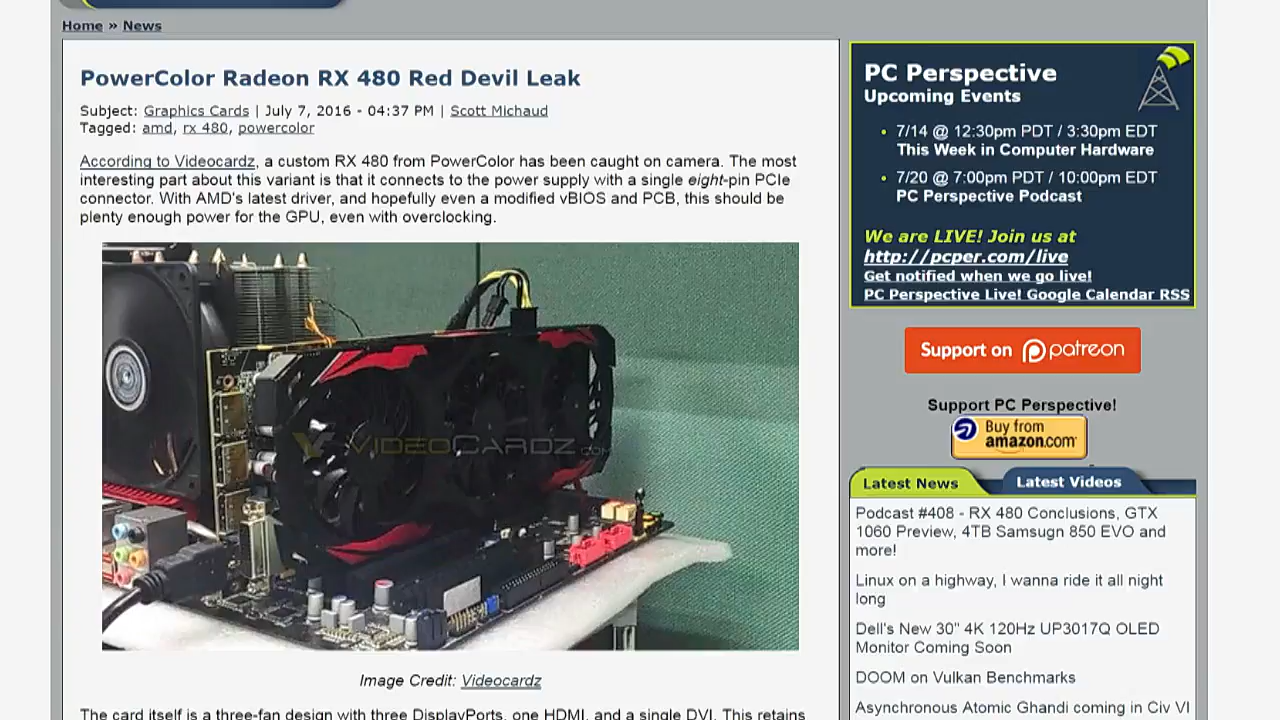 Home » News
PowerColor Radeon RX 480 Red Devil Leak
Subject: Graphics Cards | July 7, 2016 - 04:37 PM | Scott Michaud
Tagged: amd, rx 480, powercolor
According to Videocardz, a custom RX 480 from PowerColor has been caught on camera. The most
interesting part about this variant is that it connects to the power supply with a single eight-pin PCIe
connector. With AMD's latest driver, and hopefully even a modified vBIOS and PCB, this should be
plenty enough power for the GPU, even with overclocking.
VIDEOCARDZ.COM
Image Credit: Videocardz
The card itself is a three-fan design with three DisplayPorts, one HDMI, and a single DVI. This retains
PC Perspective
Upcoming Events
• 7/14 @ 12:30pm PDT / 3:30pm EDT
This Week in Computer Hardware
• 7/20 @ 7:00pm PDT / 10:00pm EDT
PC Perspective Podcast
We are LIVE! Join us at
http://pcper.com/live
Get notified when we go live!
PC Perspective Live! Google Calendar RSS
Support on patreon
Support PC Perspective!
Buy from
amazon.com
Latest News
Latest Videos
Podcast #408 - RX 480 Conclusions, GTX
1060 Preview, 4TB Samsugn 850 EVO and
more!
Linux on a highway, I wanna ride it all night
long
Dell's New 30" 4K 120Hz UP3017Q OLED
Monitor Coming Soon
DOOM on Vulkan Benchmarks
Asynchronous Atomic Ghandi coming in Civ VI